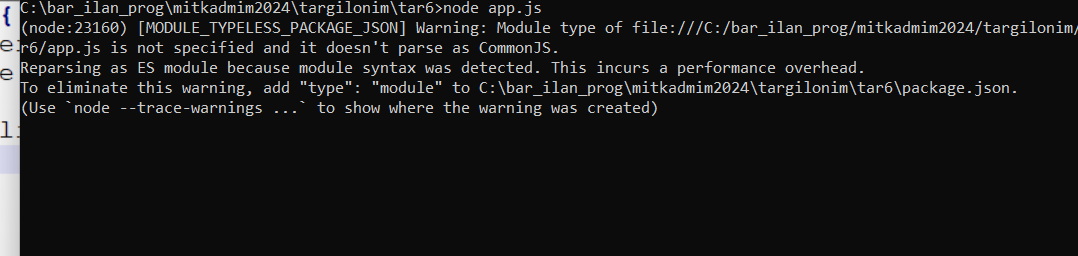 C:\bar_ilan_prog\mitkadmim2024\targilonim\tar6>node app.js
{ (node:23160) [MODULE_TYPELESS_PACKAGE_JSON] Warning: Module type of file:///C:/bar_ilan_prog/mitkadmim2024/targilonim/
r6/app.js is not specified and it doesn't parse as CommonJS.
Reparsing as ES module because module syntax was detected. This incurs a performance overhead.
To eliminate this warning, add "type": "module" to C:\bar_ilan_prog\mitkadmim2024\targilonim\tar6\package.json.
(Use `node --trace-warnings ...` to show where the warning was created)